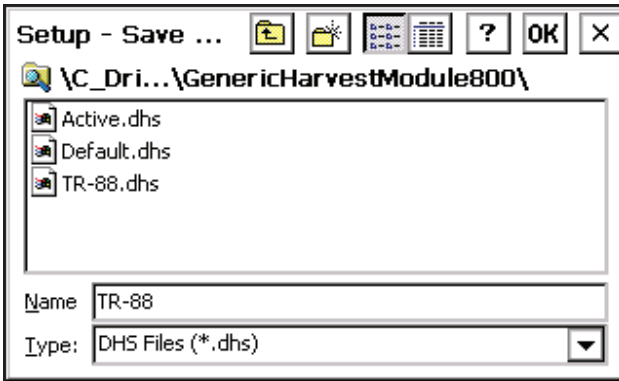 Setup - Save ... ? OK ×
\C_Dri...\GenericHarvestModule800\
Active.dhs
Default.dhs
TR-88.dhs
Name TR-88
Type: DHS Files (*.dhs)